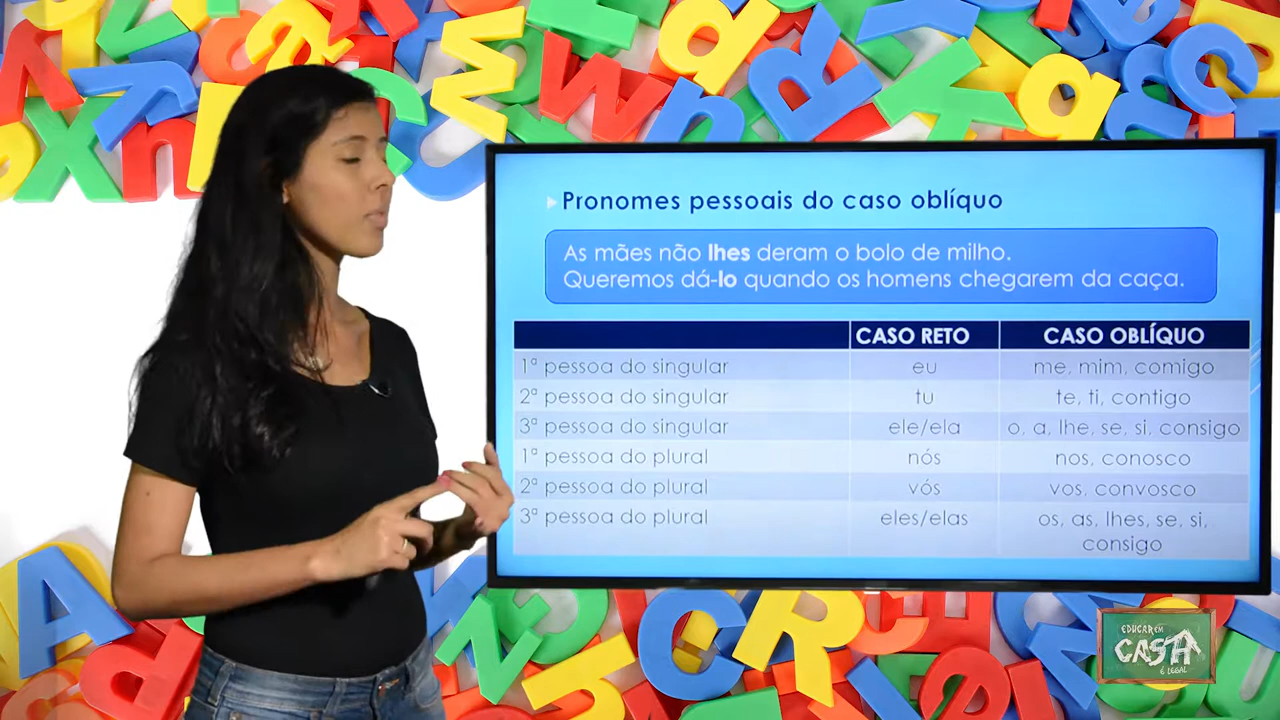 Pronomes pessoais do caso oblíquo
As mães não lhes deram o bolo de milho.
Queremos dá-lo quando os homens chegarem da caça.
CASO RETO CASO OBLÍQUO
1ª pessoa do singular eu me, mim, comigo
2ª pessoa do singular tu te, ti, contigo
3ª pessoa do singular ele/ela o, a, lhe, se, si, consigo
1ª pessoa do plural nós nos, conosco
2ª pessoa do plural vós vos, convosco
3ª pessoa do plural eles/elas os, as, lhes, se, si,
consigo
EDUCAR EM
CASA
É LEGAL